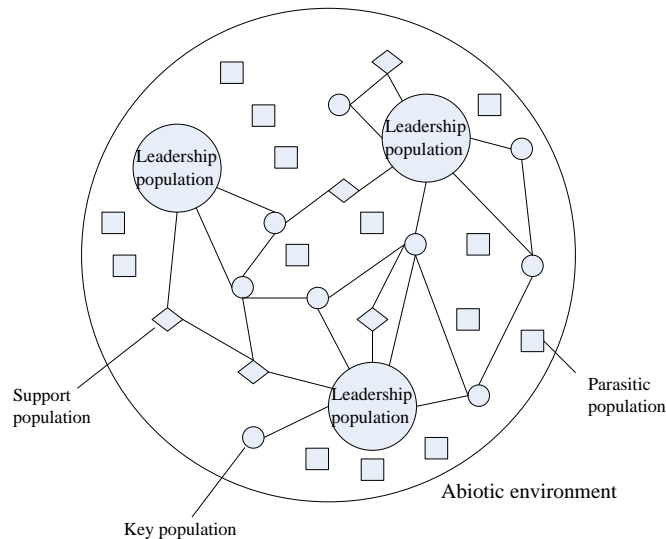 Leadership
population
Leadership
population
Support
population
Leadership
population
Parasitic
population
Abiotic environment
Key population